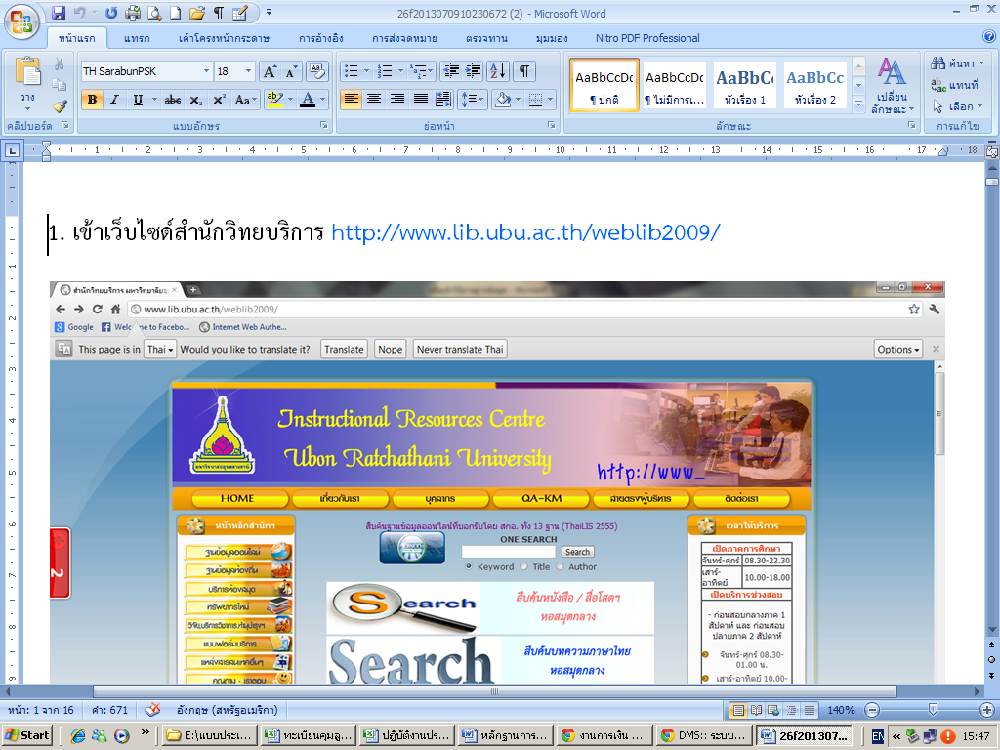 26f2013070910230672 (2) - Microsoft Word
หน้าแรก แทรก เค้าโครงหน้ากระดาษ การอ้างอิง การส่งจดหมาย ตรวจทาน มุมมอง Nitro PDF Professional
TH SarabunPSK 18
วาง
คลิปบอร์ด แบบอักษร ย่อหน้า ลักษณะ การแก้ไข
AaBbCcDc AaBbCcDc AaBbCc AaBbCc
¶ ปกติ ¶ ไม่มีการเ... หัวเรื่อง 1 หัวเรื่อง 2
เปลี่ยน
ลักษณะ
ค้นหา
แทนที่
เลือก
1 2 3 4 5 6 7 8 9 10 11 12 13 14 15 16 17 18
1. เข้าเว็บไซด์สำนักวิทยบริการ http://www.lib.ubu.ac.th/weblib2009/
สำนักวิทยบริการ มหาวิทยาลัยอุ
www.lib.ubu.ac.th/weblib2009/
Google Welcome to Facebo... Internet Web Authe...
This page is in Thai Would you like to translate it? Translate Nope Never translate Thai Options
Instructional Resources Centre
Ubon Ratchathani University
http://www_
HOME เกี่ยวกับเรา บุคลากร QA-KM สายตรงผู้บริหาร ติดต่อเรา
หน้าหลักสำนักฯ
ฐานข้อมูลออนไลน์
ฐานข้อมูลท้องถิ่น
บริการห้องสมุด
ทรัพยากรใหม่
แบบฟอร์มบริการ
แหล่งสารสนเทศอื่นๆ
ถุณถาม - เราตอบ
สืบค้นฐานข้อมูลออนไลน์ที่บอกรับโดย สกอ. ทั้ง 13 ฐาน (ThaiLIS 2555)
ONE SEARCH
Search
Keyword Title Author
Search
สืบค้นหนังสือ / สื่อโสตฯ
หอสมุดกลาง
Search
สืบค้นบทความภาษาไทย
หอสมุดกลาง
เวลาให้บริการ
เปิดภาคการศึกษา
จันทร์-ศุกร์ 08.30-22.30
เสาร์-อาทิตย์ 10.00-18.00
เปิดบริการช่วงสอบ
- ก่อนสอบกลางภาค 1 สัปดาห์ และ ก่อนสอบปลายภาค 2 สัปดาห์
จันทร์-ศุกร์ 08.30-01.00 น.
เสาร์-อาทิตย์ 10.00-
หน้า: 1 จาก 16 คำ: 671 อังกฤษ (สหรัฐอเมริกา) 140%
Start E:\แบบประเ... ทะเบียนคุมลู... ปฏิบัติงานประ... หลักฐานการ... งานการเงิน ... DMS:: ระบบ... 26f201307... EN 15:47